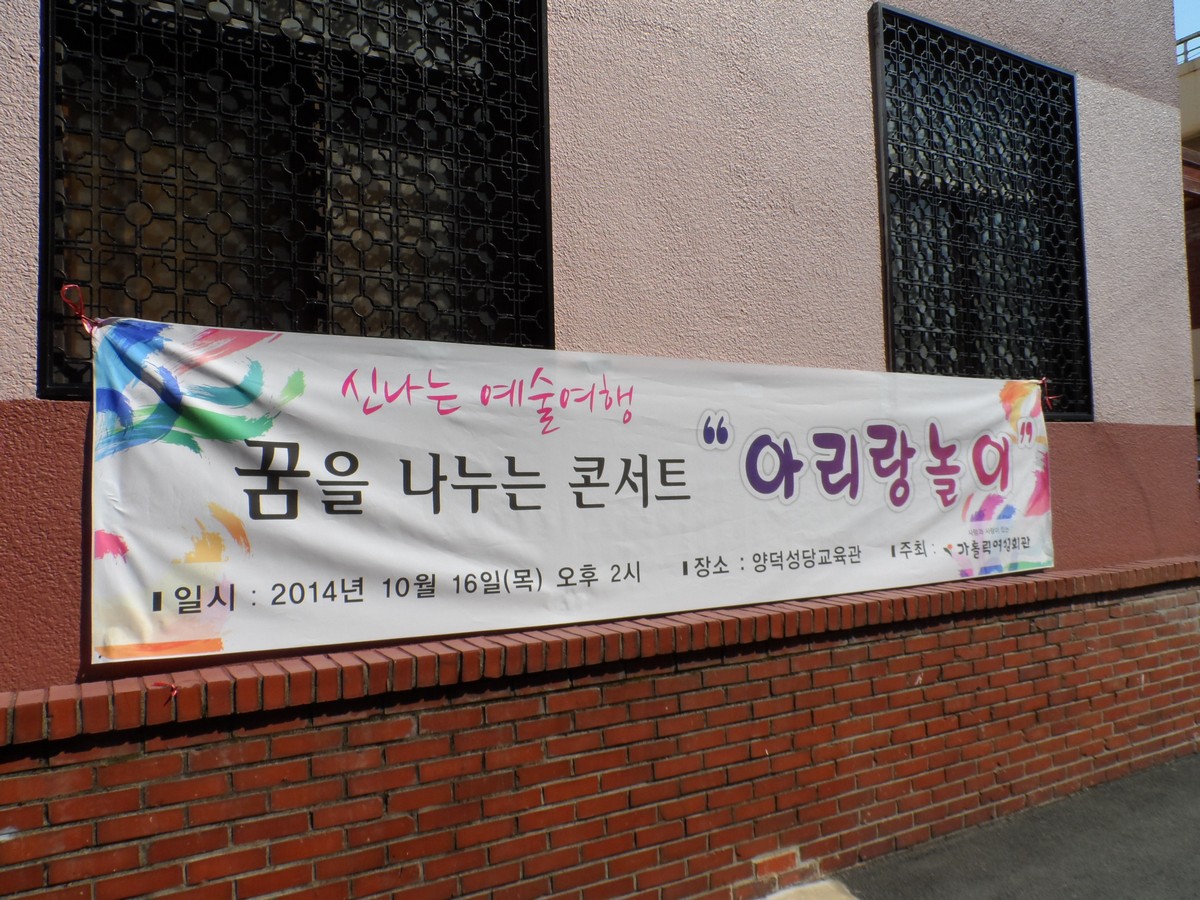 신나는 예술여행
꿈을 나누는 콘서트 "아리랑놀이"
일시 : 2014년 10월 16일(목) 오후 2시 장소 : 양덕성당교육관 주최 : 가톨릭여성회관